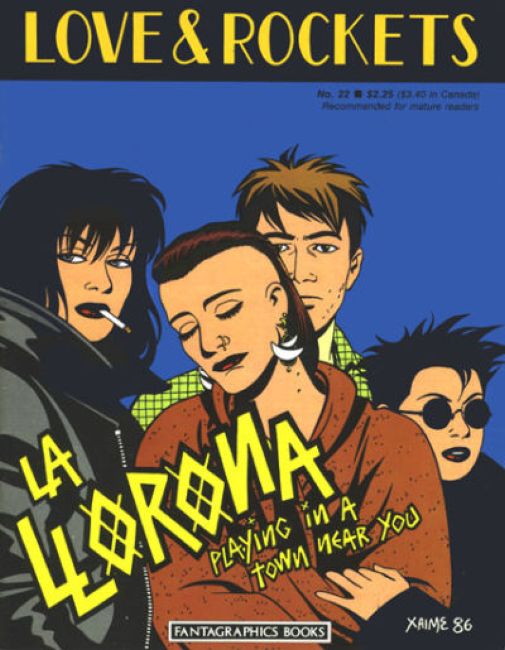 LOVE & ROCKETS
No. 22 ■ $2.25 ($3.40 in Canada)
Recommended for mature readers
LA
LLORONA
PLAYING IN A
TOWN NEAR YOU
XAIME 86
FANTAGRAPHICS BOOKS